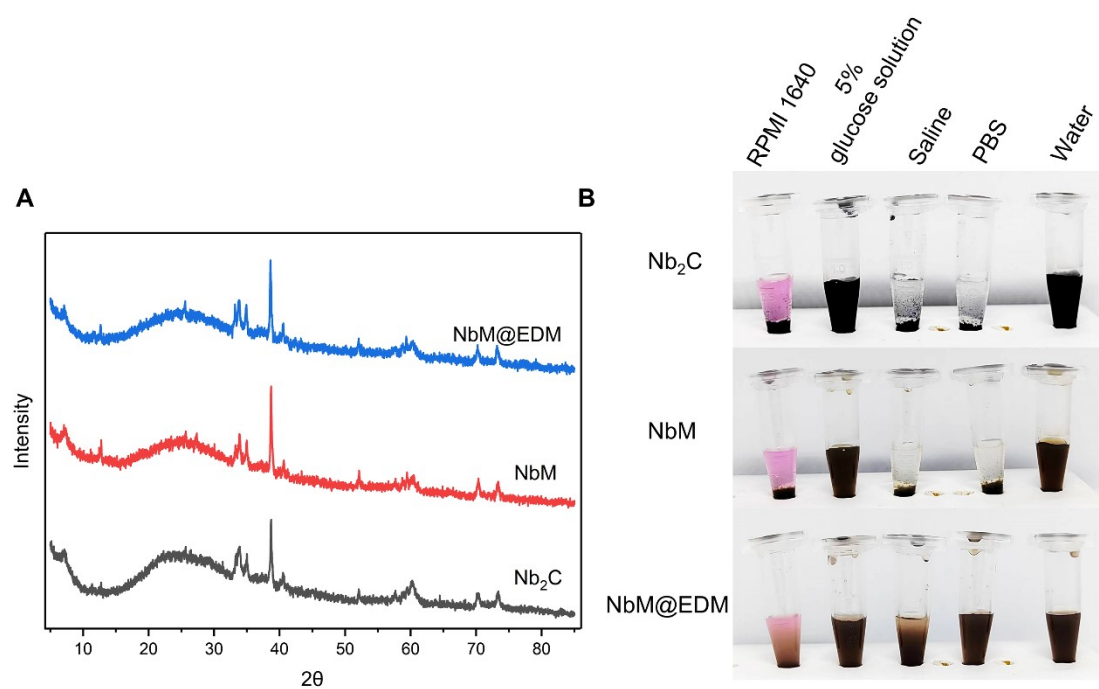 A
Intensity
NbM@EDM
NbM
Nb₂C
10 20 30 40 50 60 70 80
2θ
B
RPMI 1640
5%
glucose solution
Saline
PBS
Water
Nb₂C
NbM
NbM@EDM